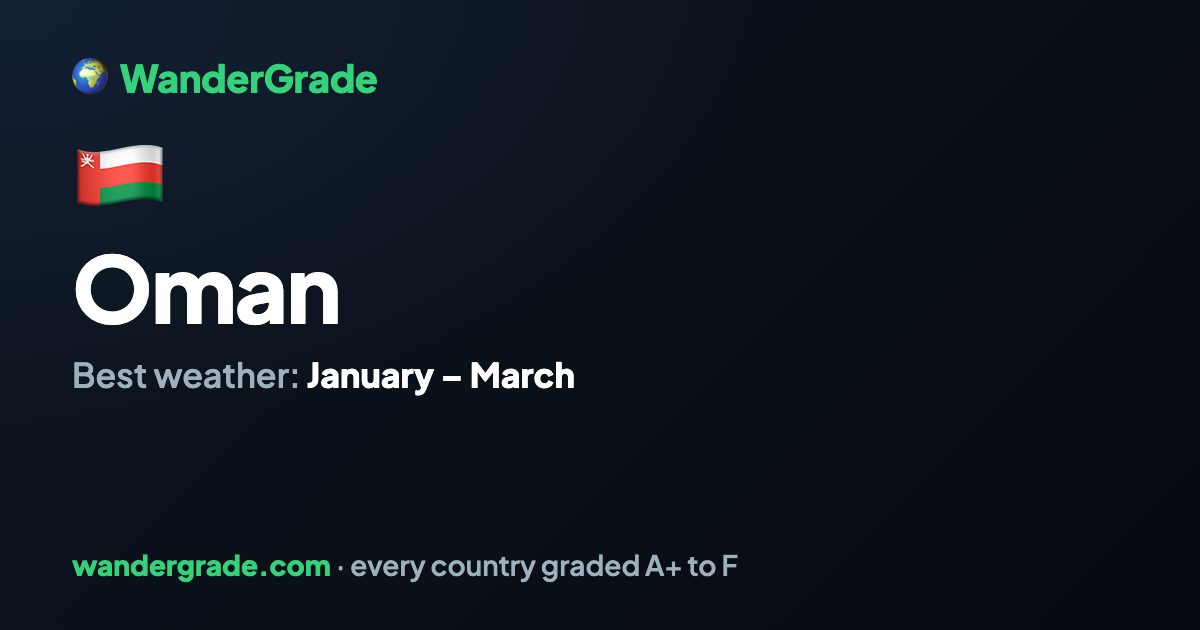 WanderGrade
Oman
Best weather: January – March
wandergrade.com · every country graded A+ to F